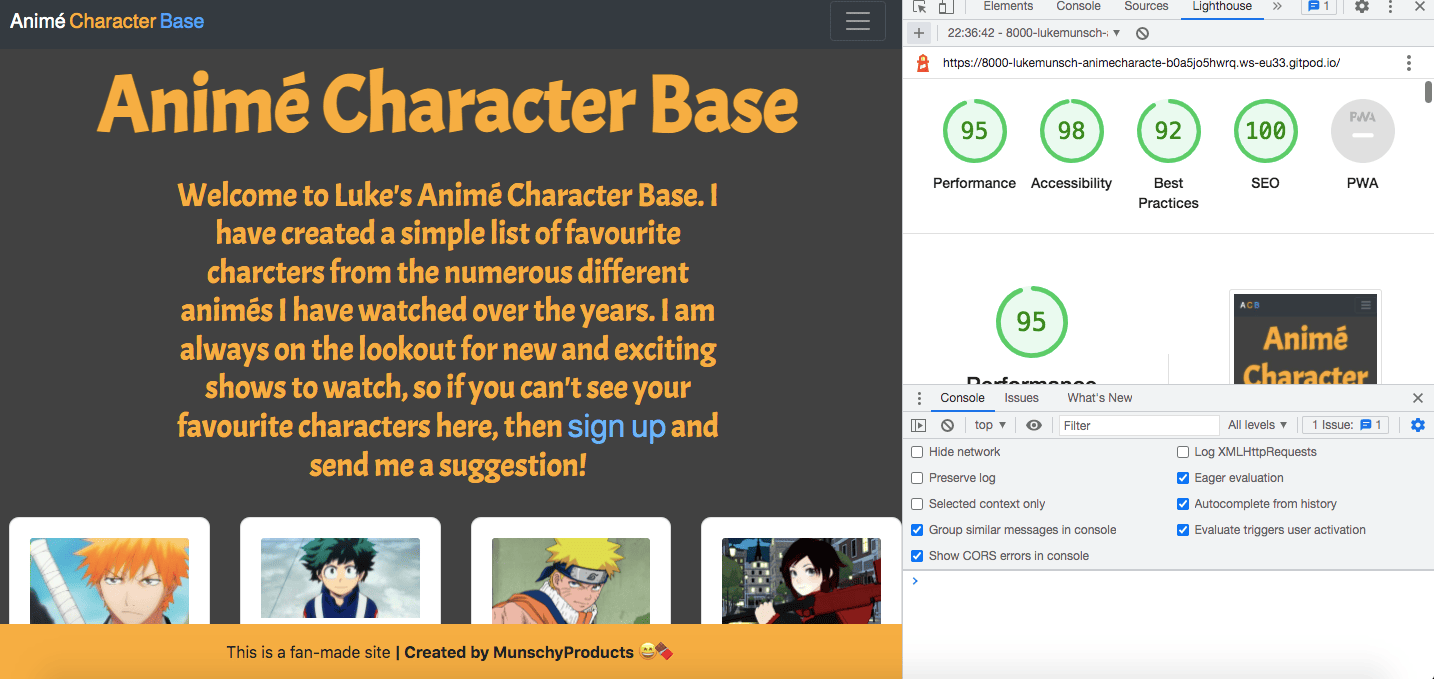 Animé Character Base
Animé Character Base
Welcome to Luke's Animé Character Base. I
have created a simple list of favourite
charcters from the numerous different
animés I have watched over the years. I am
always on the lookout for new and exciting
shows to watch, so if you can't see your
favourite characters here, then sign up and
send me a suggestion!
This is a fan-made site | Created by MunschyProducts 😅🍫
Elements Console Sources Lighthouse » 1
22:36:42 - 8000-lukemunsch-
https://8000-lukemunsch-animecharacte-b0a5jo5hwrq.ws-eu33.gitpod.io/
95 98 92 100 PWA
Performance Accessibility Best Practices SEO PWA
95
Performance
ACB
Animé
Character
Console Issues What's New
top Filter All levels 1 Issue: 1
Hide network Log XMLHttpRequests
Preserve log Eager evaluation
Selected context only Autocomplete from history
Group similar messages in console Evaluate triggers user activation
Show CORS errors in console